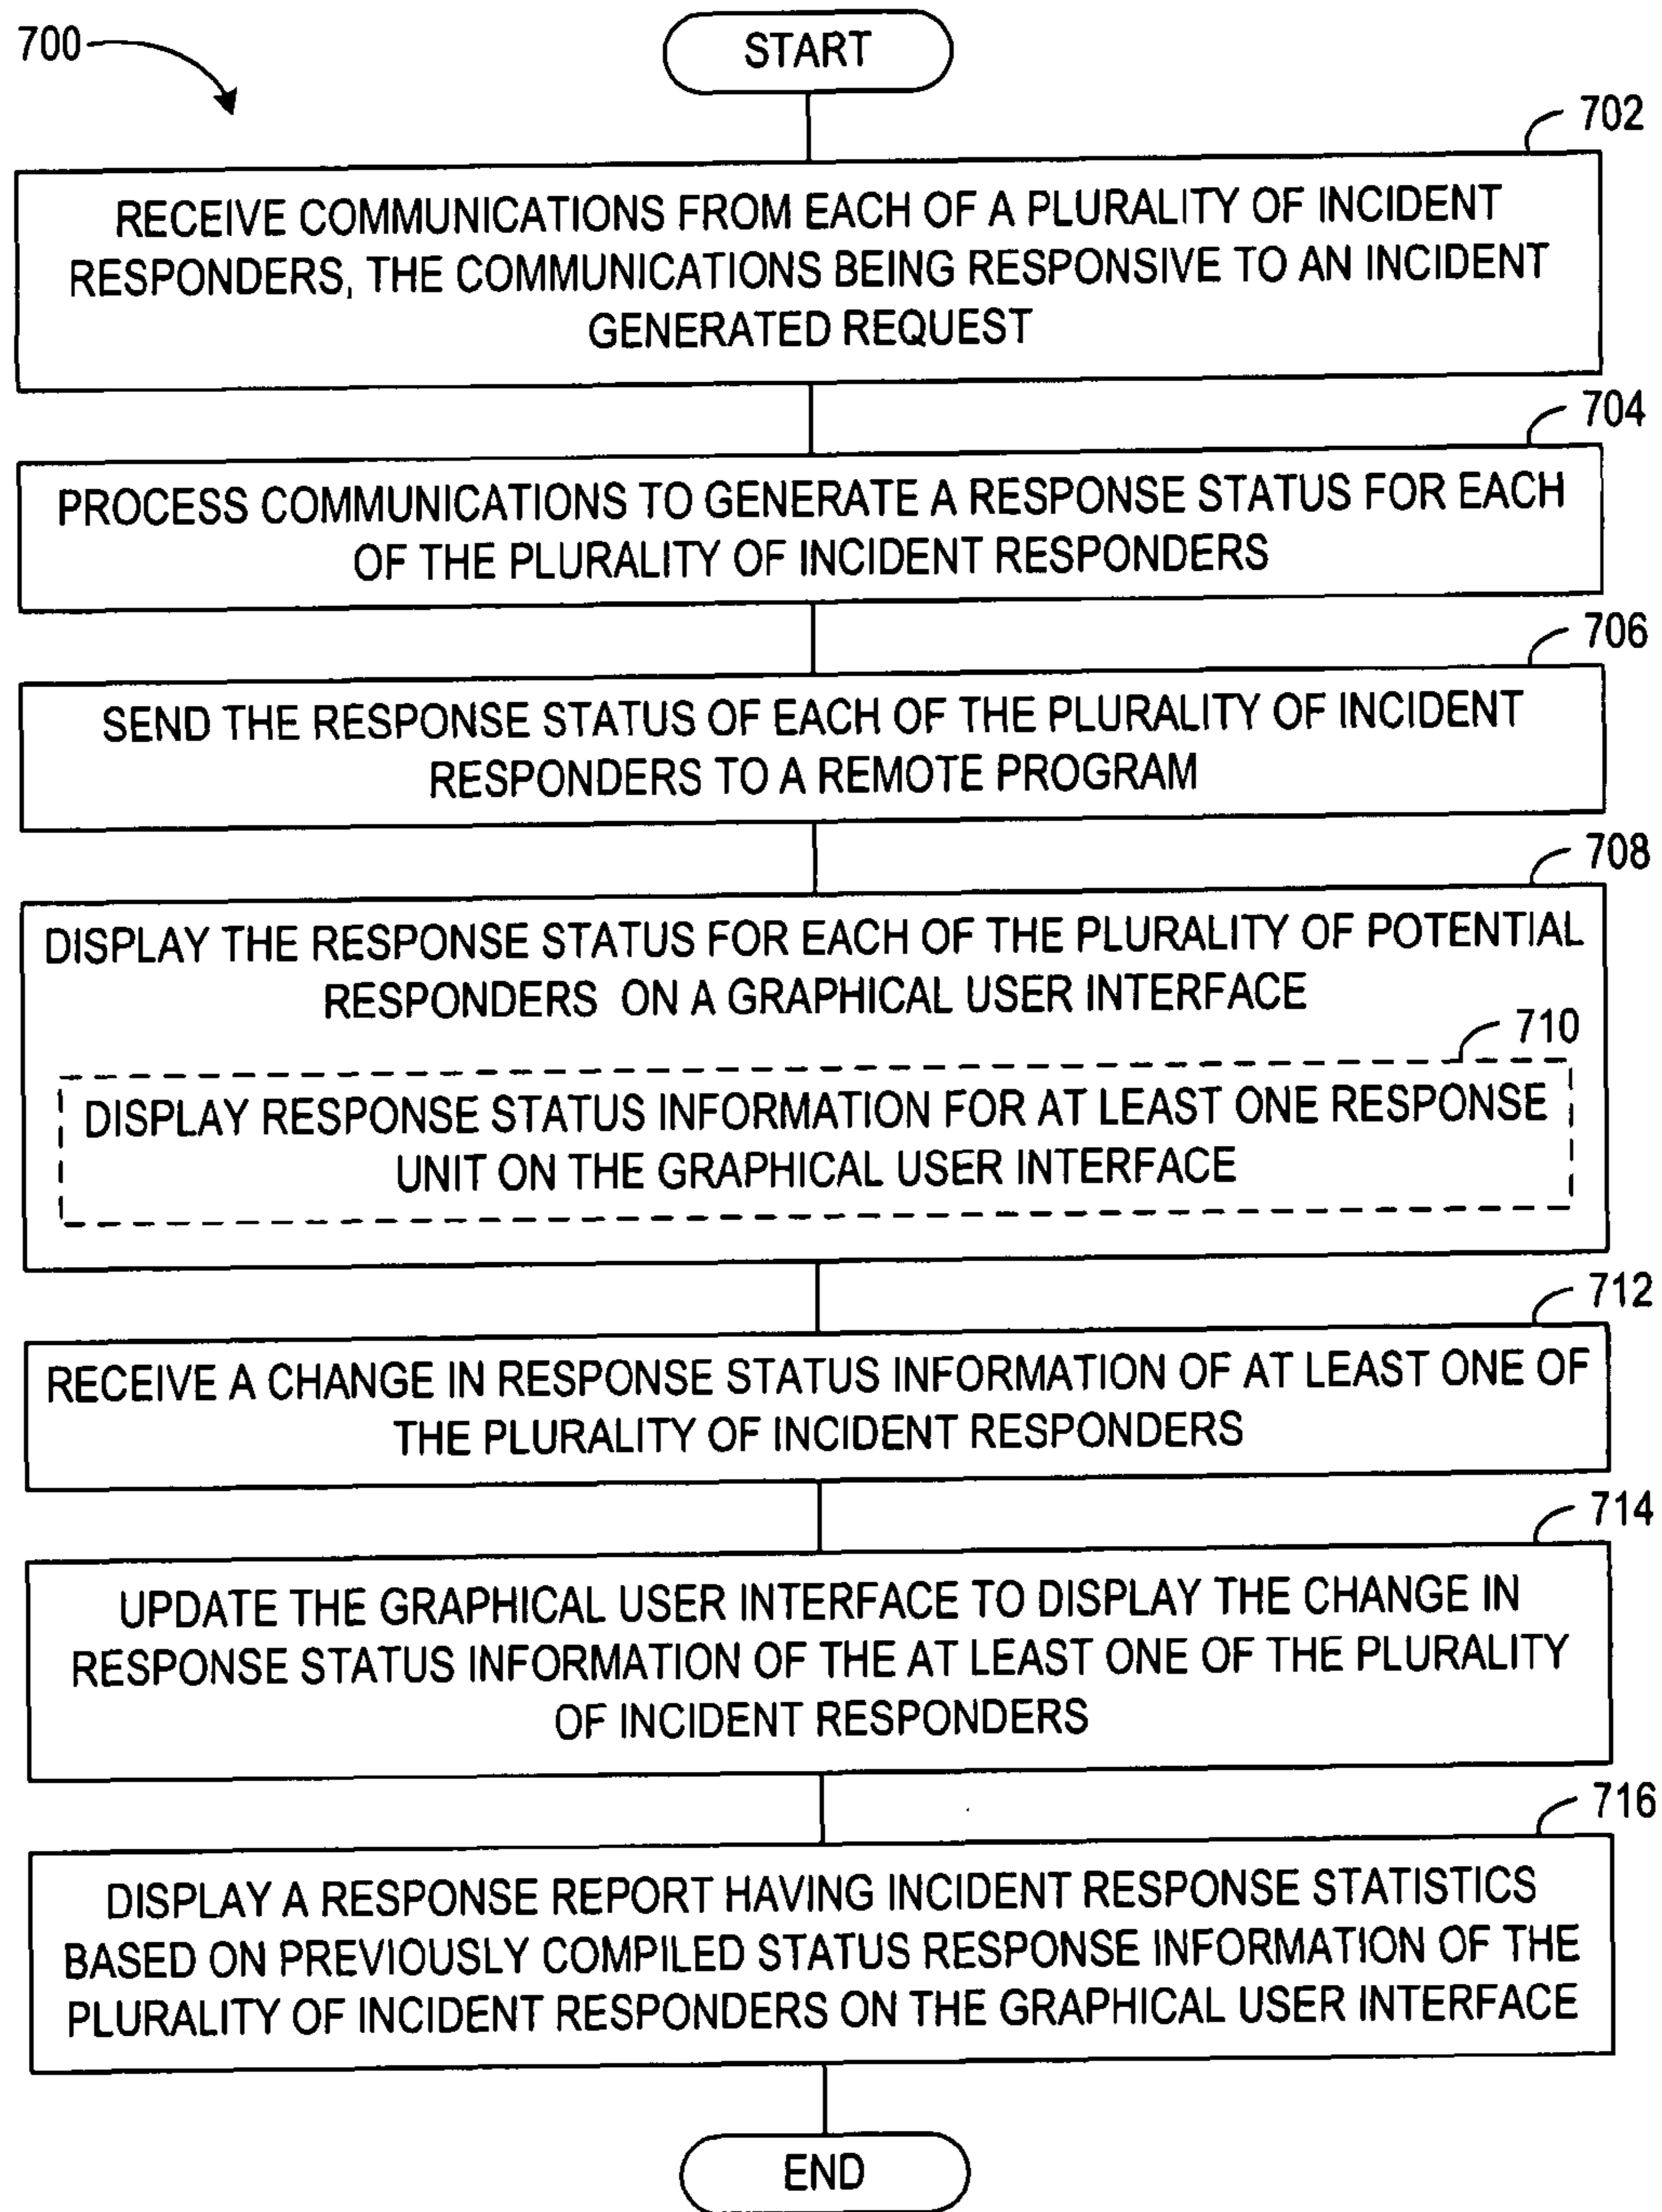 700
START
702
RECEIVE COMMUNICATIONS FROM EACH OF A PLURALITY OF INCIDENT
RESPONDERS, THE COMMUNICATIONS BEING RESPONSIVE TO AN INCIDENT
GENERATED REQUEST
704
PROCESS COMMUNICATIONS TO GENERATE A RESPONSE STATUS FOR EACH
OF THE PLURALITY OF INCIDENT RESPONDERS
706
SEND THE RESPONSE STATUS OF EACH OF THE PLURALITY OF INCIDENT
RESPONDERS TO A REMOTE PROGRAM
708
DISPLAY THE RESPONSE STATUS FOR EACH OF THE PLURALITY OF POTENTIAL
RESPONDERS ON A GRAPHICAL USER INTERFACE
710
DISPLAY RESPONSE STATUS INFORMATION FOR AT LEAST ONE RESPONSE
UNIT ON THE GRAPHICAL USER INTERFACE
712
RECEIVE A CHANGE IN RESPONSE STATUS INFORMATION OF AT LEAST ONE OF
THE PLURALITY OF INCIDENT RESPONDERS
714
UPDATE THE GRAPHICAL USER INTERFACE TO DISPLAY THE CHANGE IN
RESPONSE STATUS INFORMATION OF THE AT LEAST ONE OF THE PLURALITY
OF INCIDENT RESPONDERS
716
DISPLAY A RESPONSE REPORT HAVING INCIDENT RESPONSE STATISTICS
BASED ON PREVIOUSLY COMPILED STATUS RESPONSE INFORMATION OF THE
PLURALITY OF INCIDENT RESPONDERS ON THE GRAPHICAL USER INTERFACE
END